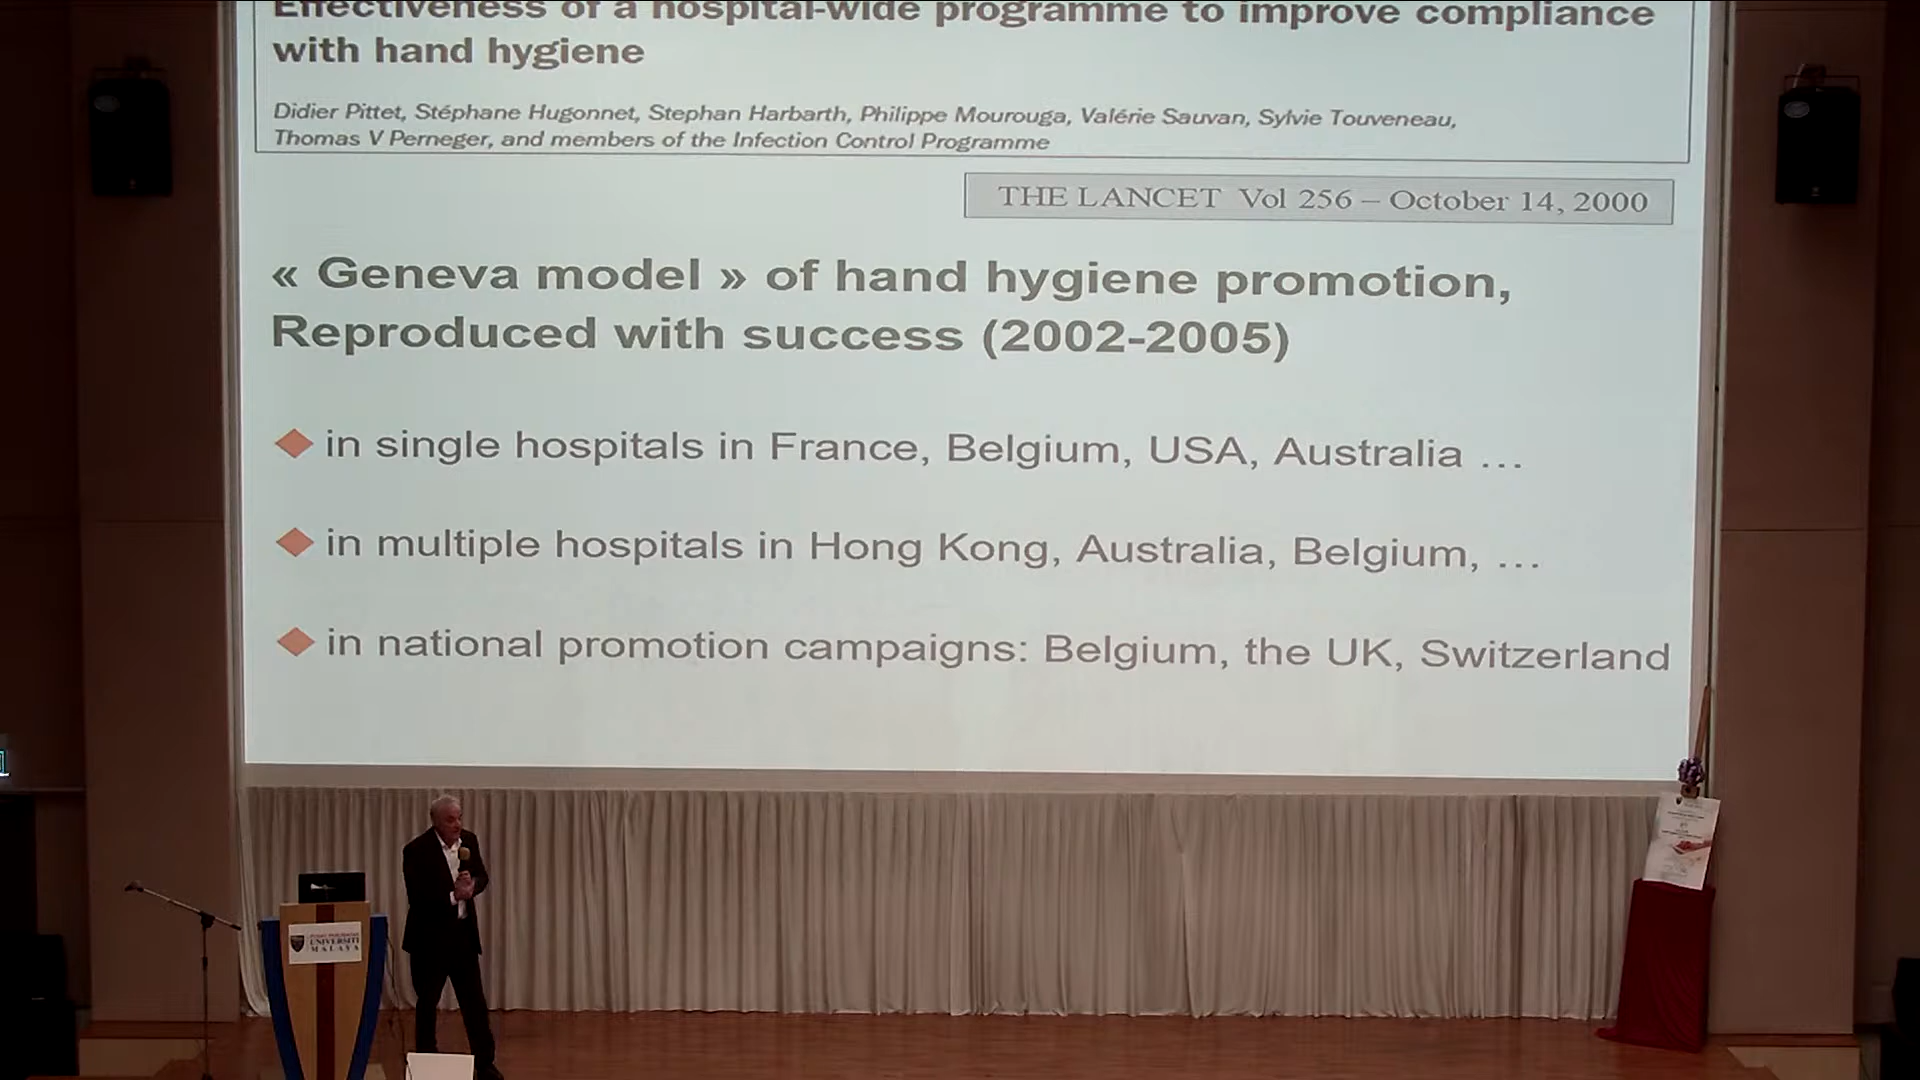 Effectiveness of a hospital-wide programme to improve compliance
with hand hygiene
Didier Pittet, Stéphane Hugonnet, Stephan Harbarth, Philippe Mourouga, Valérie Sauvan, Sylvie Touveneau,
Thomas V Perneger, and members of the Infection Control Programme
THE LANCET Vol 256 – October 14, 2000
« Geneva model » of hand hygiene promotion,
Reproduced with success (2002-2005)
in single hospitals in France, Belgium, USA, Australia …
in multiple hospitals in Hong Kong, Australia, Belgium, …
in national promotion campaigns: Belgium, the UK, Switzerland
UNIVERSITI
MALAYA